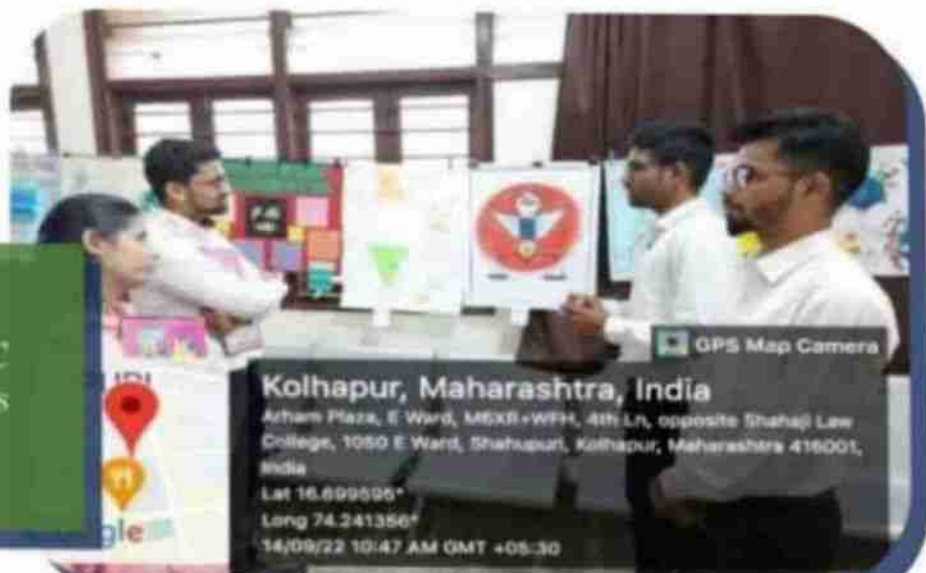 GPS Map Camera
Kolhapur, Maharashtra, India
Arham Plaza, E Ward, M6XR+WFH, 4th Ln, opposite Shahaji Law
College, 1050 E Ward, Shahupuri, Kolhapur, Maharashtra 416001,
India
Lat 16.699595°
Long 74.241356°
14/09/22 10:47 AM GMT +05:30